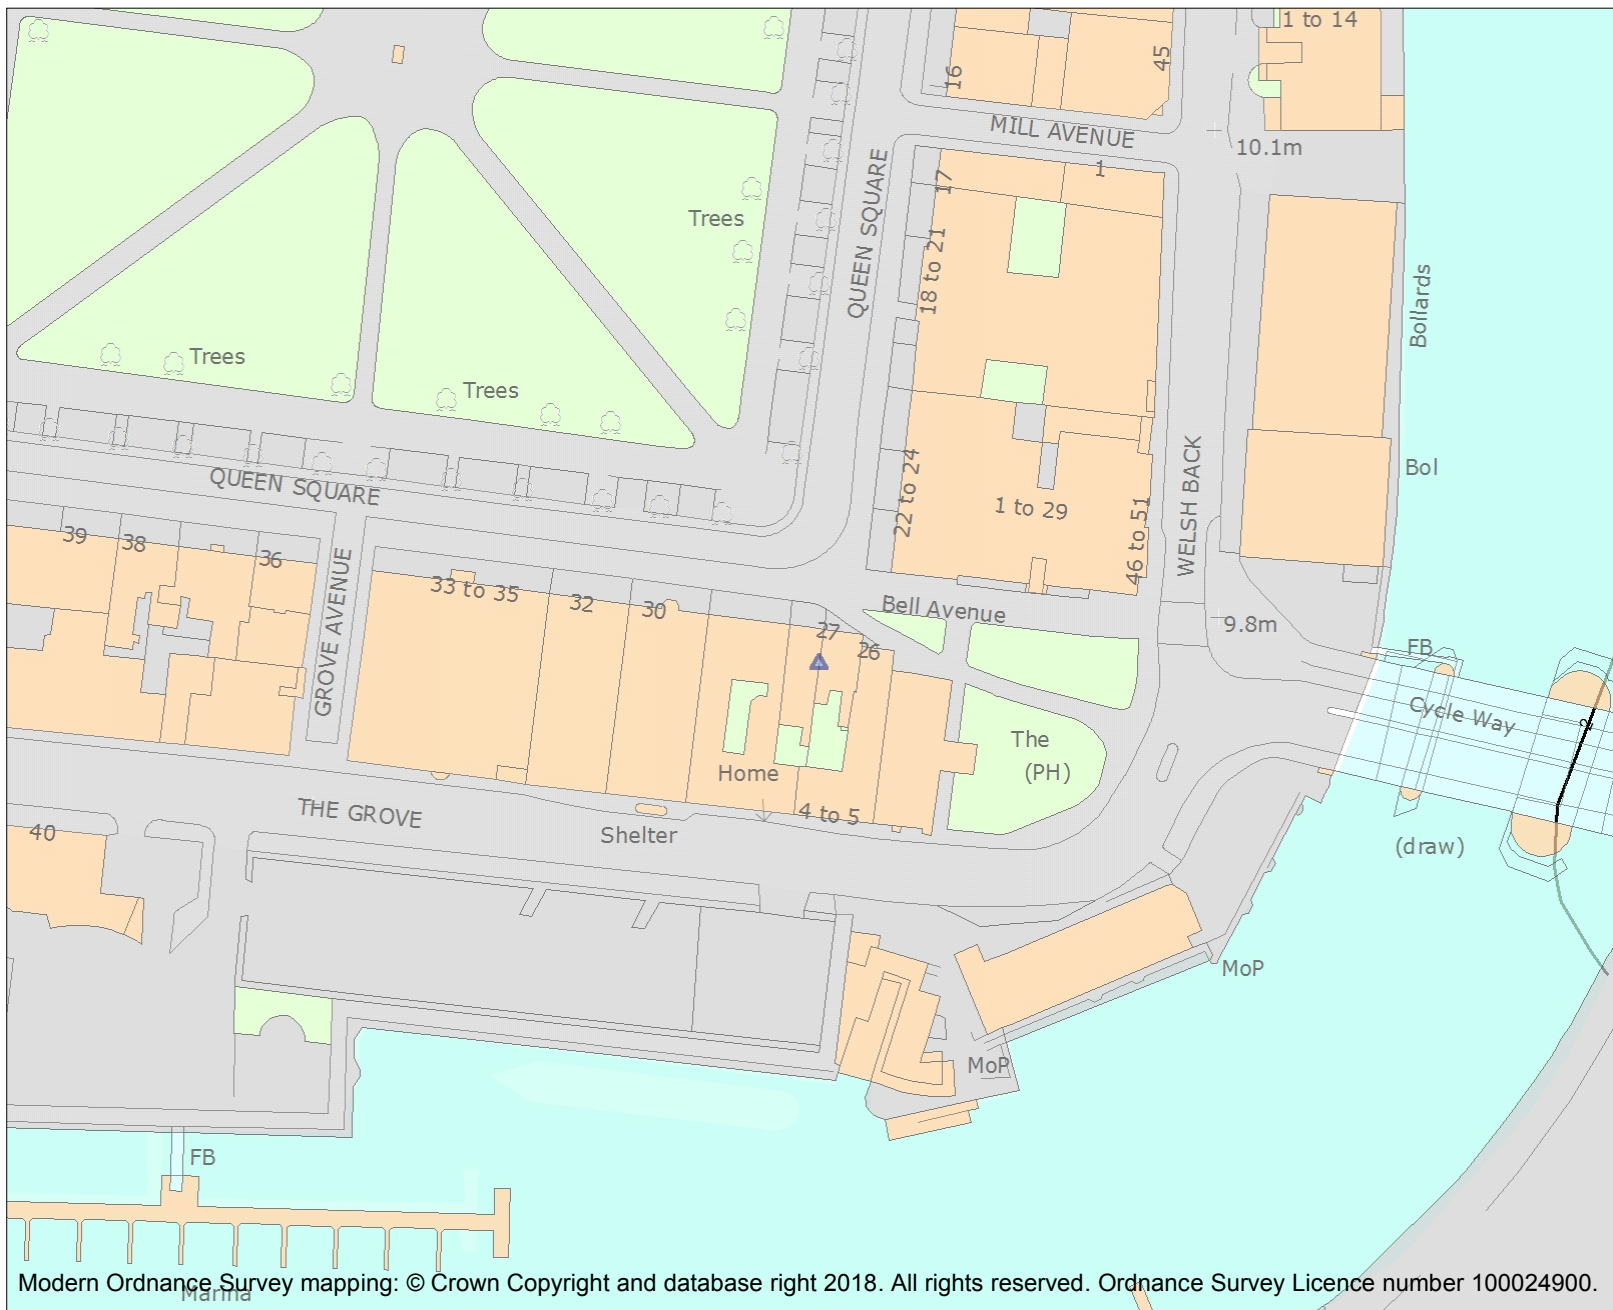 1 to 14
16
45
MILL AVENUE
10.1m
1
17
QUEEN SQUARE
Trees
18 to 21
Bollards
Trees
Trees
Bol
QUEEN SQUARE
22 to 24
1 to 29
46 to 51
WELSH BACK
39
38
36
GROVE AVENUE
33 to 35
32
30
27
26
Bell Avenue
9.8m
FB
Cycle Way
2
The
(PH)
Home
4 to 5
THE GROVE
Shelter
40
(draw)
MoP
MoP
FB
Marina
Modern Ordnance Survey mapping: © Crown Copyright and database right 2018. All rights reserved. Ordnance Survey Licence number 100024900.